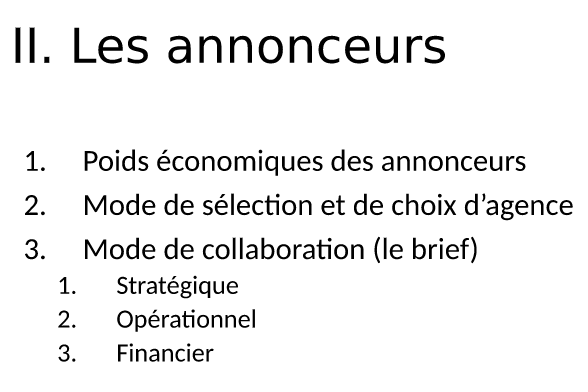 II. Les annonceurs
1. Poids économiques des annonceurs
2. Mode de sélection et de choix d’agence
3. Mode de collaboration (le brief)
1. Stratégique
2. Opérationnel
3. Financier